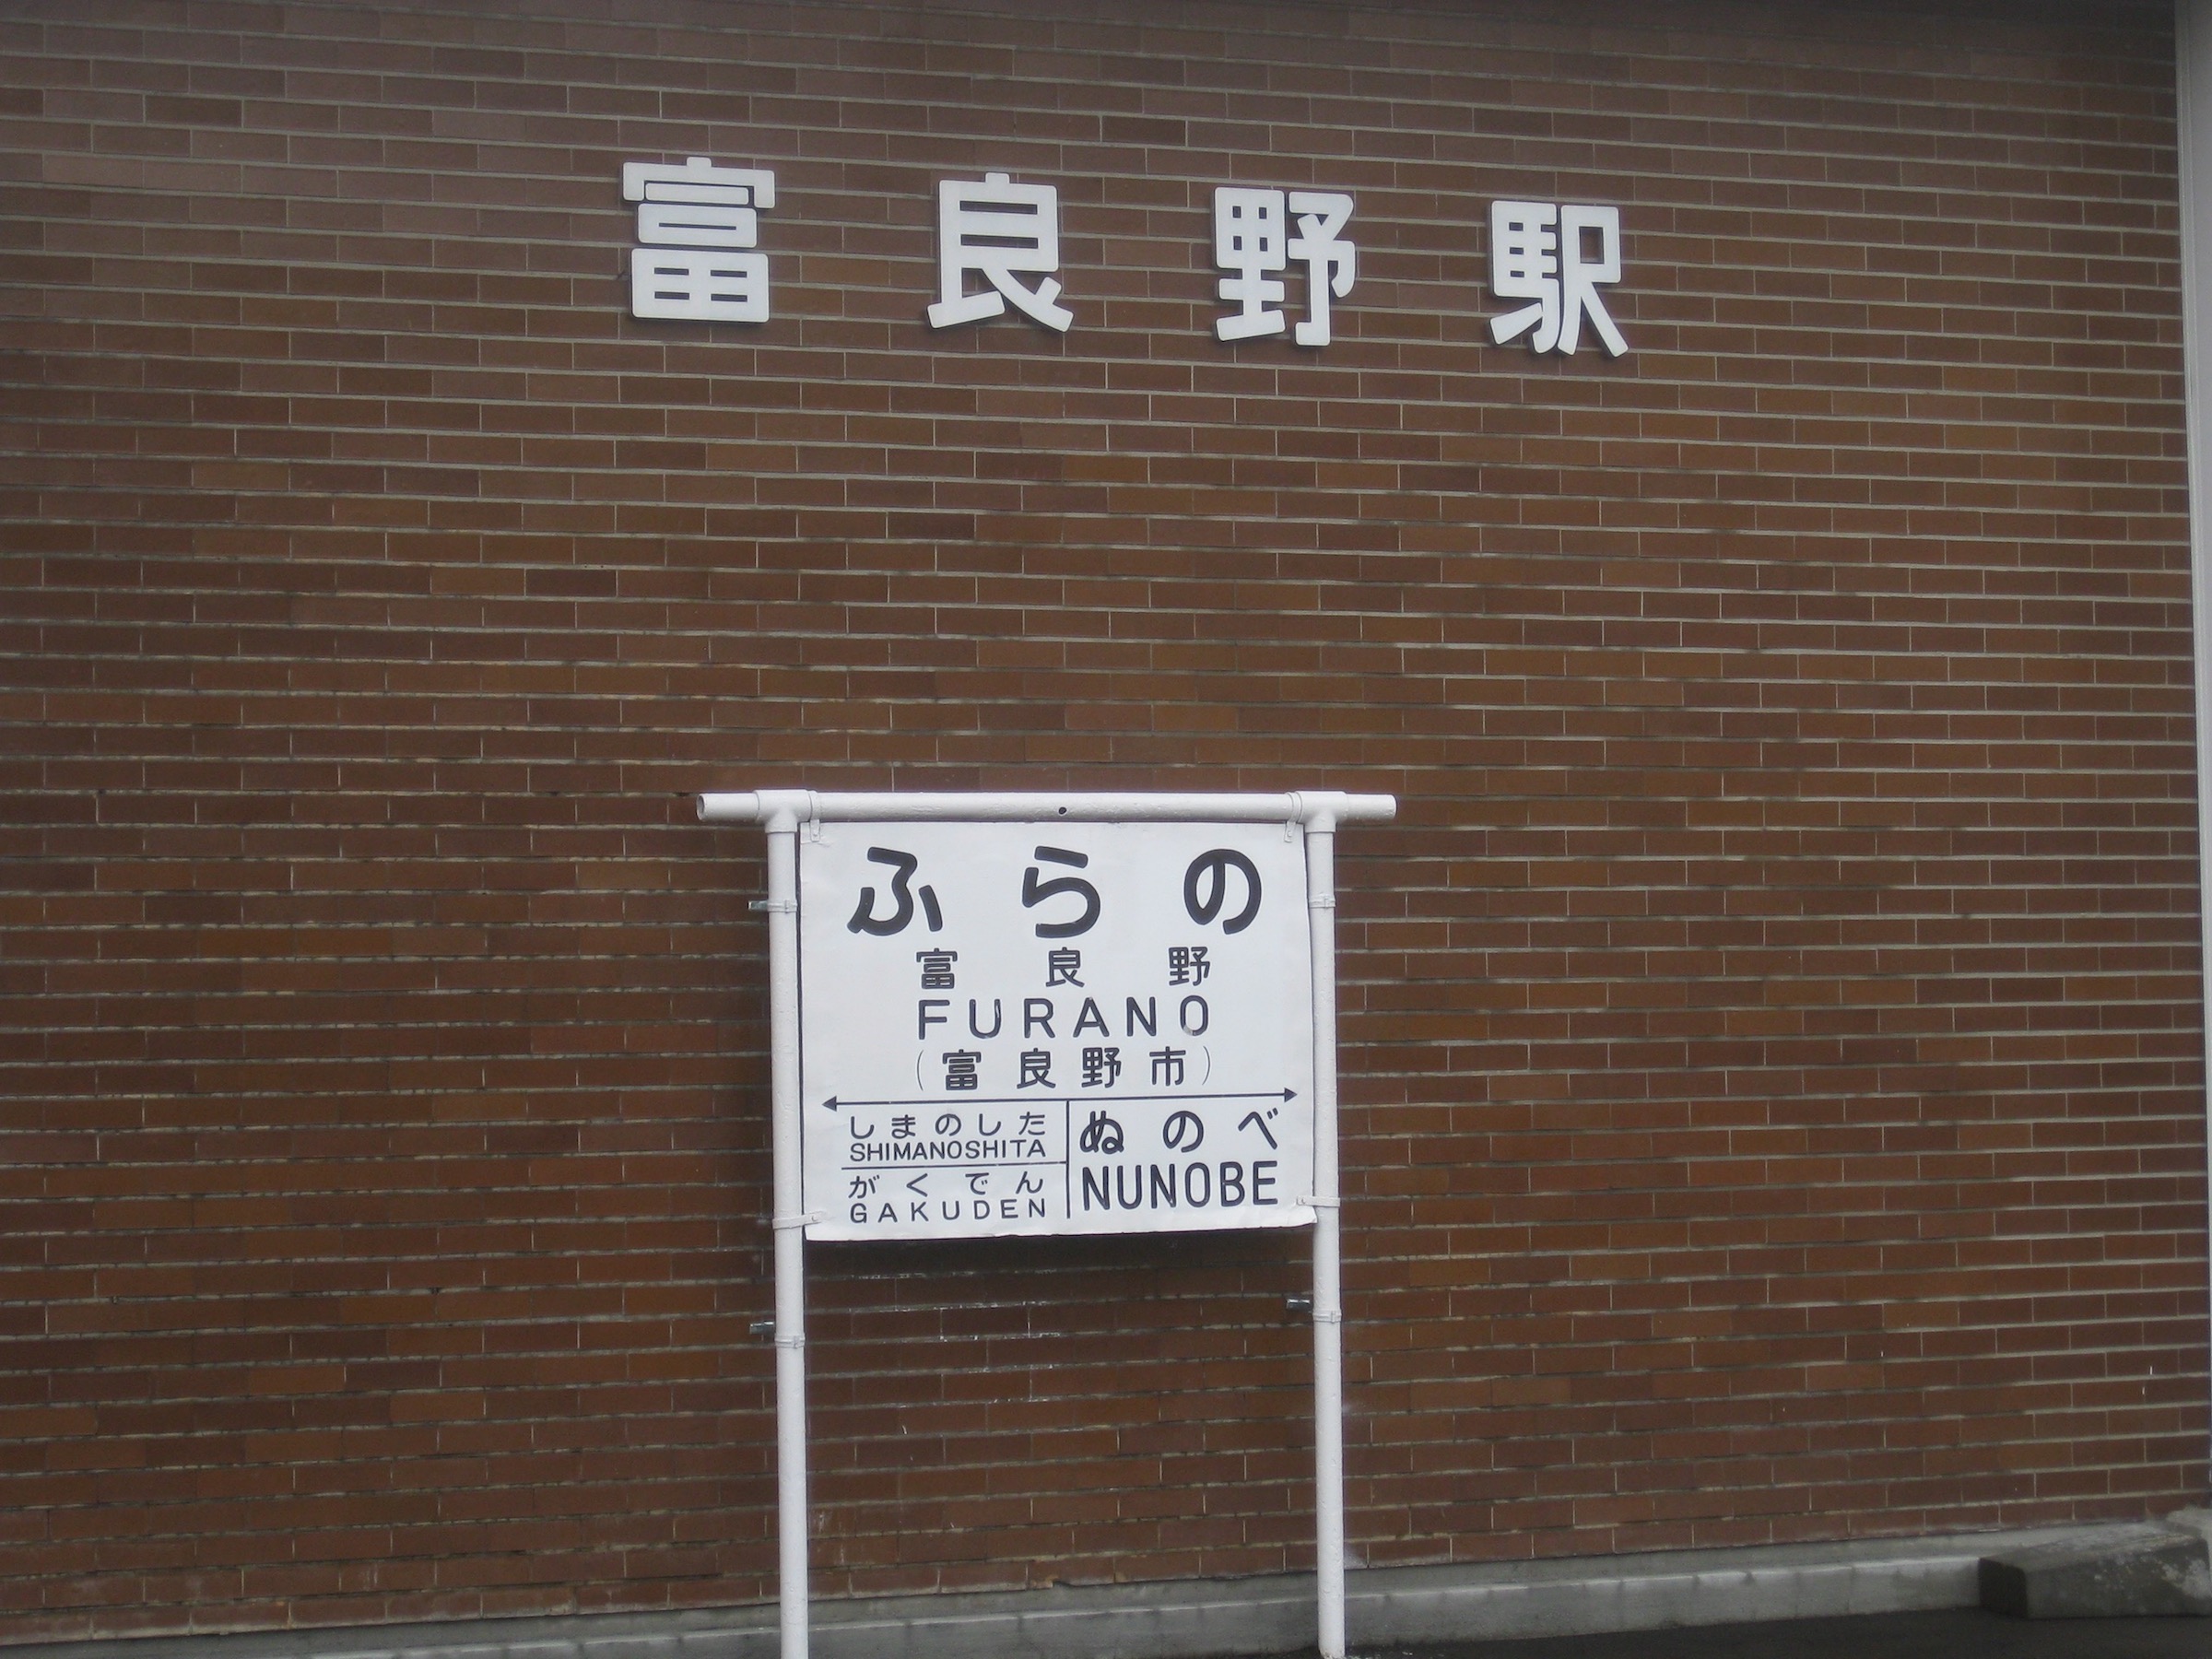 富良野駅
ふらの
富良野
FURANO
(富良野市)
しまのした
SHIMANOSHITA
がくでん
GAKUDEN
ぬのべ
NUNOBE